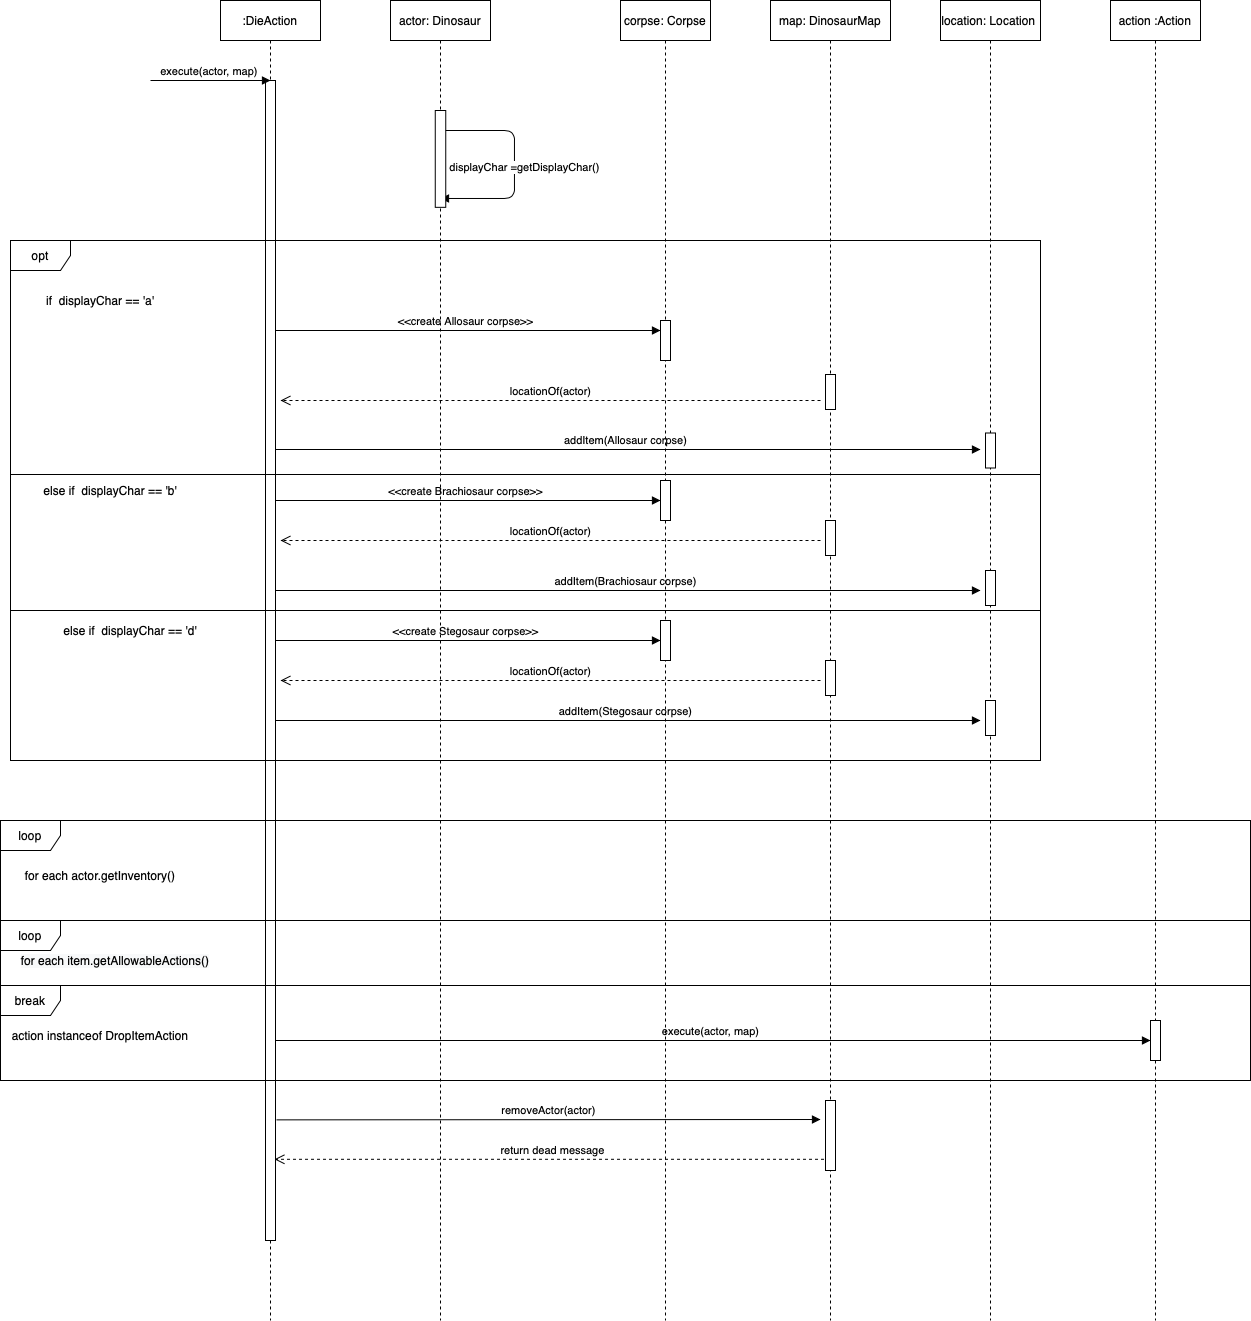 :DieAction
actor: Dinosaur
corpse: Corpse
map: DinosaurMap
location: Location
action :Action
execute(actor, map)
displayChar =getDisplayChar()
opt
if  displayChar == 'a'
<<create Allosaur corpse>>
locationOf(actor)
addItem(Allosaur corpse)
else if  displayChar == 'b'
<<create Brachiosaur corpse>>
locationOf(actor)
addItem(Brachiosaur corpse)
else if  displayChar == 'd'
<<create Stegosaur corpse>>
locationOf(actor)
addItem(Stegosaur corpse)
loop
for each actor.getInventory()
loop
for each item.getAllowableActions()
break
action instanceof DropItemAction
execute(actor, map)
removeActor(actor)
return dead message